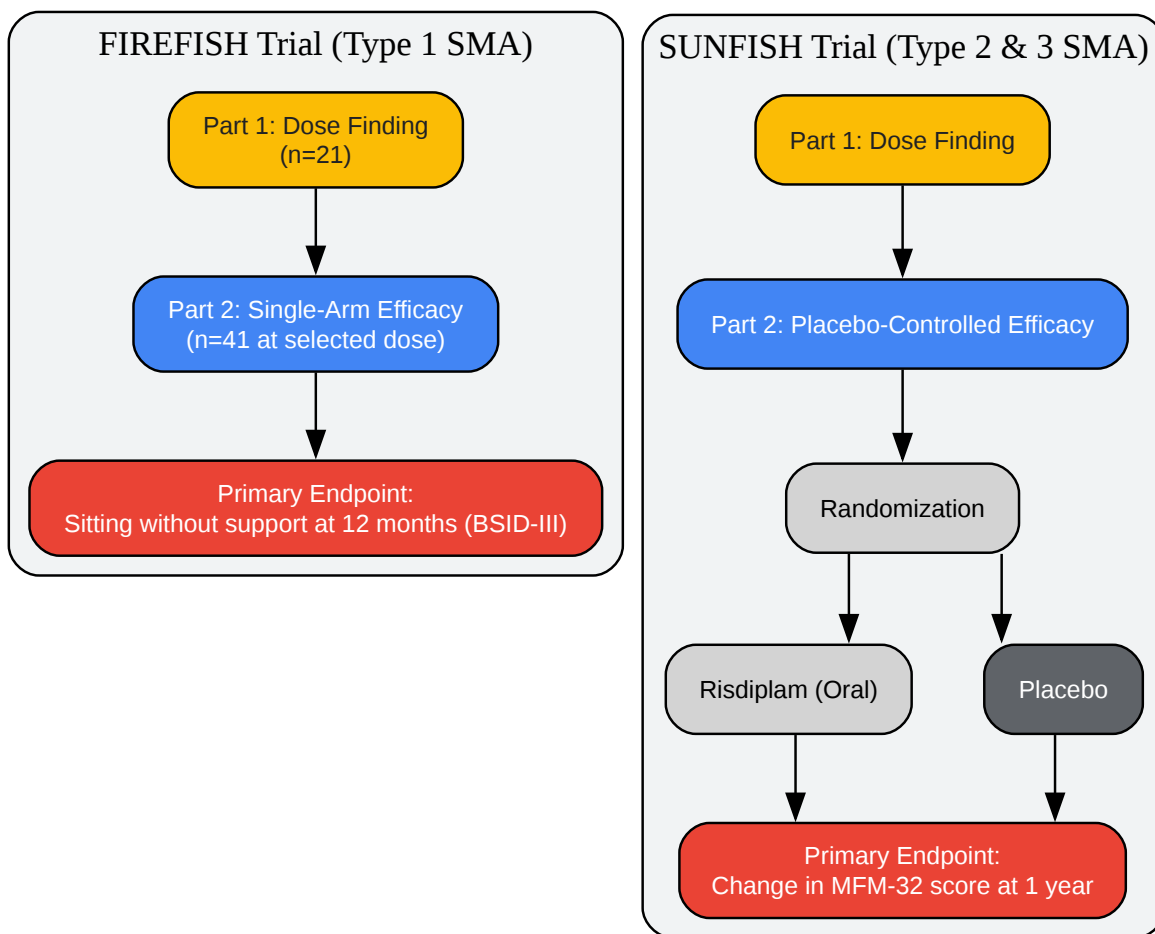 FIREFISH Trial (Type 1 SMA)
Part 1: Dose Finding
(n=21)
Part 2: Single-Arm Efficacy
(n=41 at selected dose)
Primary Endpoint:
Sitting without support at 12 months (BSID-III)
SUNFISH Trial (Type 2 & 3 SMA)
Part 1: Dose Finding
Part 2: Placebo-Controlled Efficacy
Randomization
Risdiplam (Oral)
Placebo
Primary Endpoint:
Change in MFM-32 score at 1 year